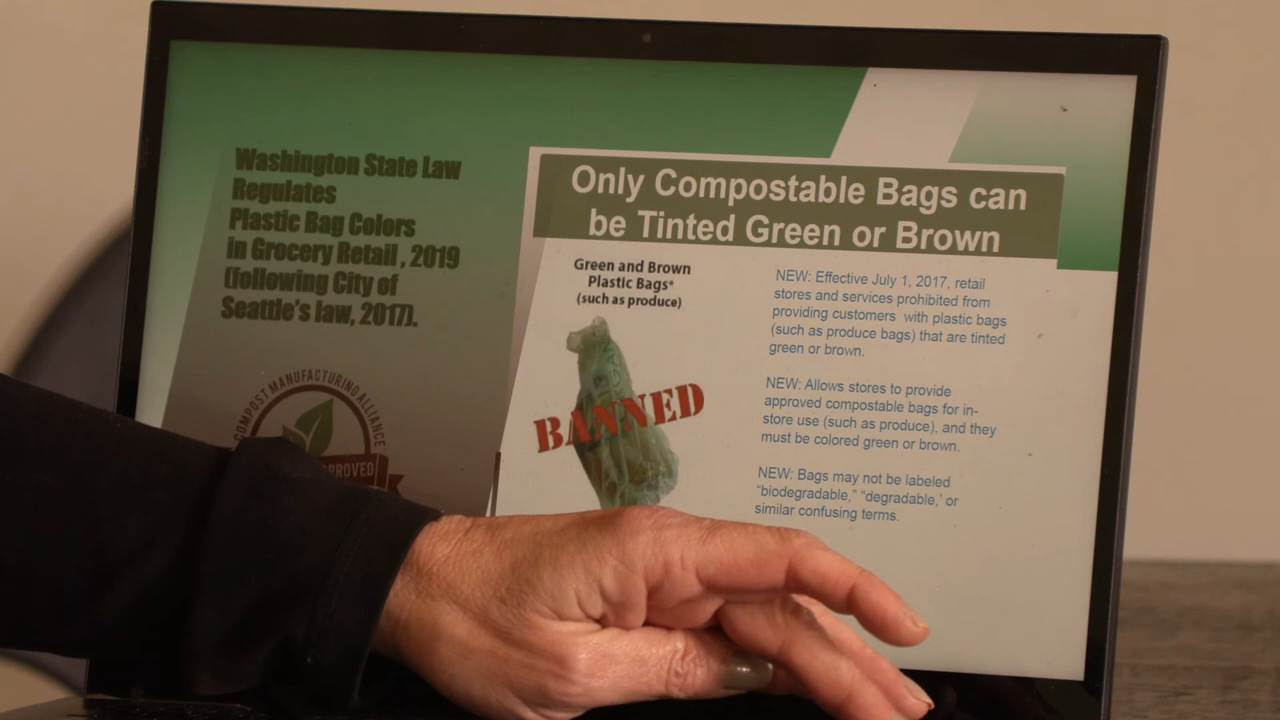 Washington State Law
Regulates
Plastic Bag Colors
in Grocery Retail , 2019
(following City of
Seattle's law, 2017).
COMPOST MANUFACTURING ALLIANCE
Only Compostable Bags can
be Tinted Green or Brown
Green and Brown
Plastic Bags*
(such as produce)
BANNED
NEW: Effective July 1, 2017, retail
stores and services prohibited from
providing customers with plastic bags
(such as produce bags) that are tinted
green or brown.
NEW: Allows stores to provide
approved compostable bags for in-
store use (such as produce), and they
must be colored green or brown.
NEW: Bags may not be labeled
“biodegradable,” “degradable,’ or
similar confusing terms.